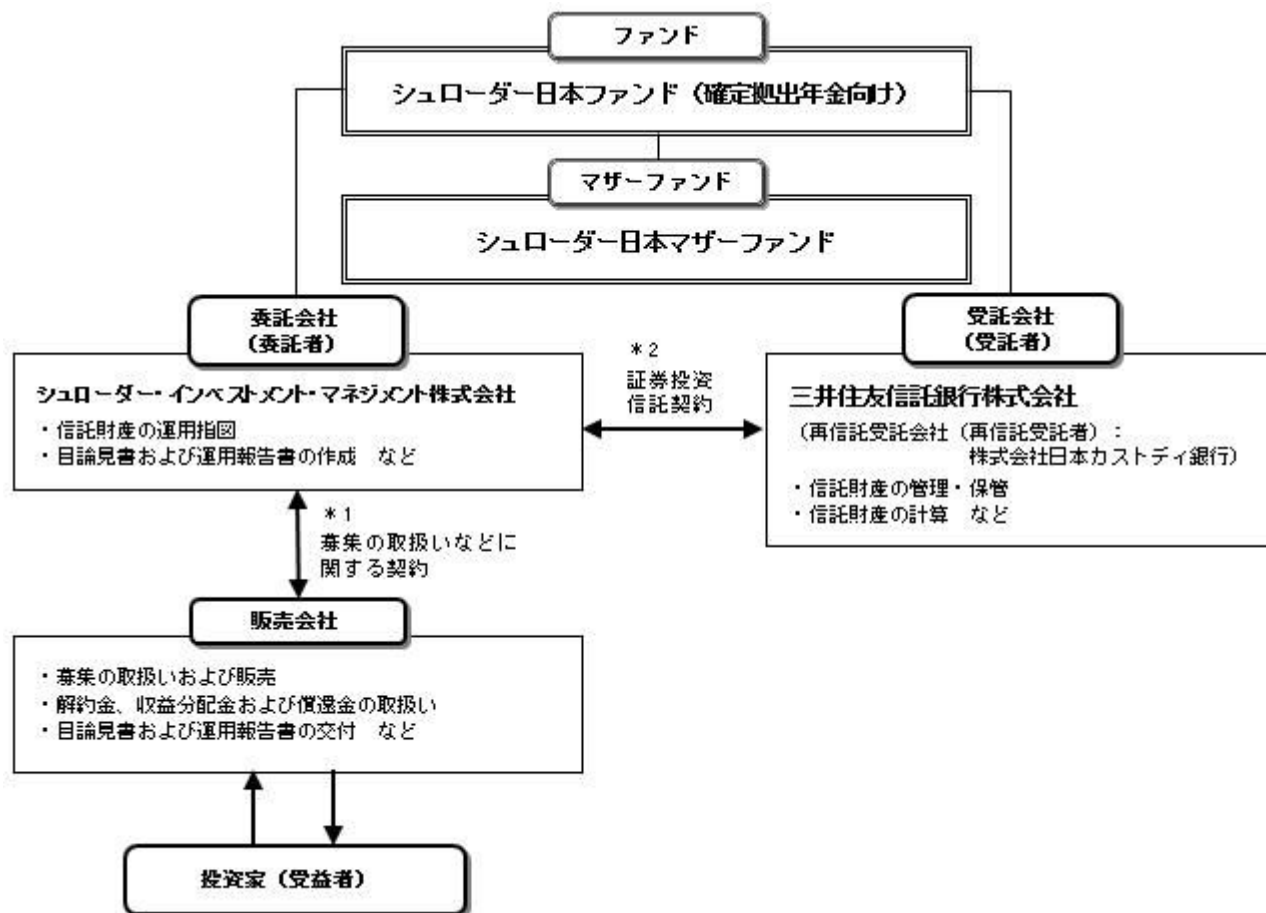 ファンド
シュローダー日本ファンド（確定拠出年金向け）
マザーファンド
シュローダー日本マザーファンド
委託会社
（委託者）
シュローダー・インベストメント・マネジメント株式会社
・信託財産の運用指図
・目論見書および運用報告書の作成　など
＊2
証券投資
信託契約
受託会社
（受託者）
三井住友信託銀行株式会社
（再信託受託会社（再信託受託者）：
株式会社日本カストディ銀行）
・信託財産の管理・保管
・信託財産の計算　など
＊1
募集の取扱いなどに
関する契約
販売会社
・募集の取扱いおよび販売
・解約金、収益分配金および償還金の取扱い
・目論見書および運用報告書の交付　など
投資家（受益者）